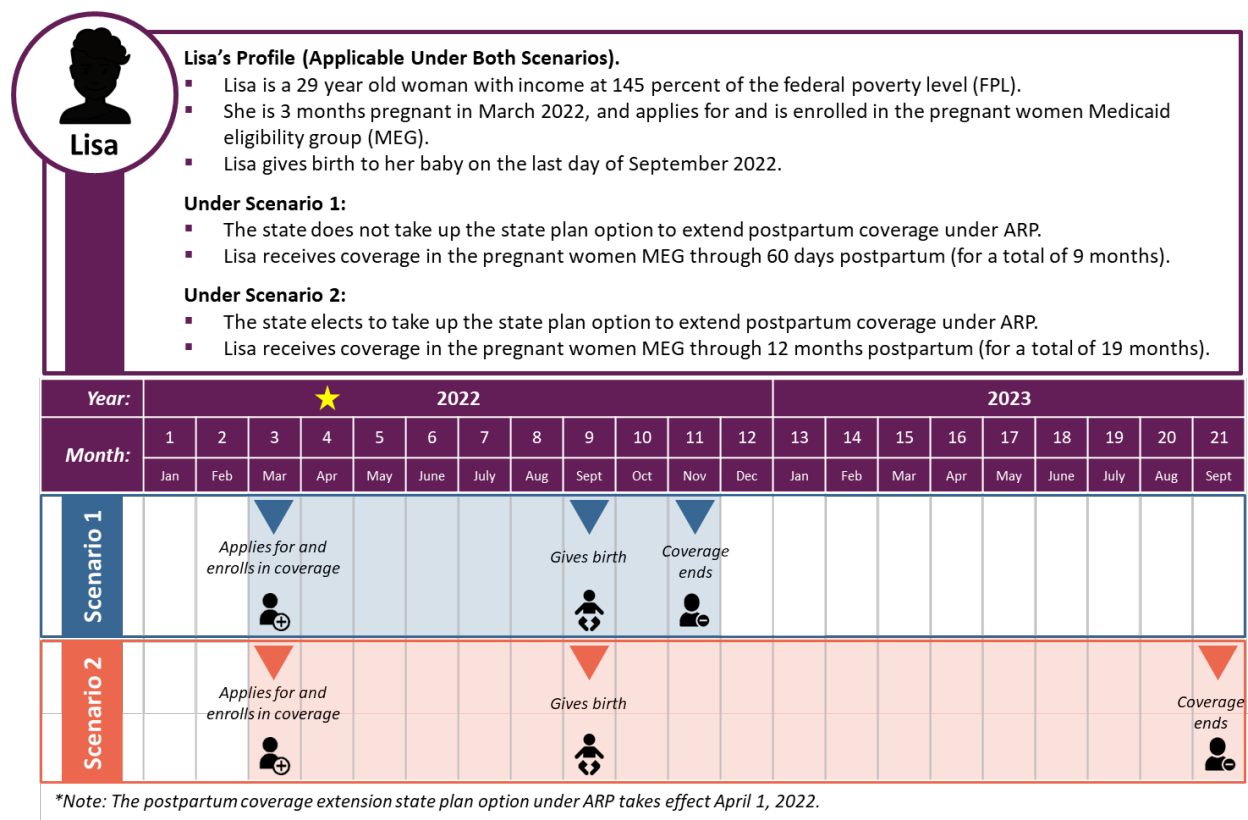 Lisa
Lisa's Profile (Applicable Under Both Scenarios).
▪ Lisa is a 29 year old woman with income at 145 percent of the federal poverty level (FPL).
▪ She is 3 months pregnant in March 2022, and applies for and is enrolled in the pregnant women Medicaid
eligibility group (MEG).
▪ Lisa gives birth to her baby on the last day of September 2022.
Under Scenario 1:
▪ The state does not take up the state plan option to extend postpartum coverage under ARP.
▪ Lisa receives coverage in the pregnant women MEG through 60 days postpartum (for a total of 9 months).
Under Scenario 2:
▪ The state elects to take up the state plan option to extend postpartum coverage under ARP.
▪ Lisa receives coverage in the pregnant women MEG through 12 months postpartum (for a total of 19 months).
Year: 2022 2023
Month: 1 2 3 4 5 6 7 8 9 10 11 12 13 14 15 16 17 18 19 20 21
Jan Feb Mar Apr May June July Aug Sept Oct Nov Dec Jan Feb Mar Apr May June July Aug Sept
Scenario 1
Applies for and
enrolls in coverage
Gives birth
Coverage
ends
Scenario 2
Applies for and
enrolls in coverage
Gives birth
Coverage
ends
*Note: The postpartum coverage extension state plan option under ARP takes effect April 1, 2022.